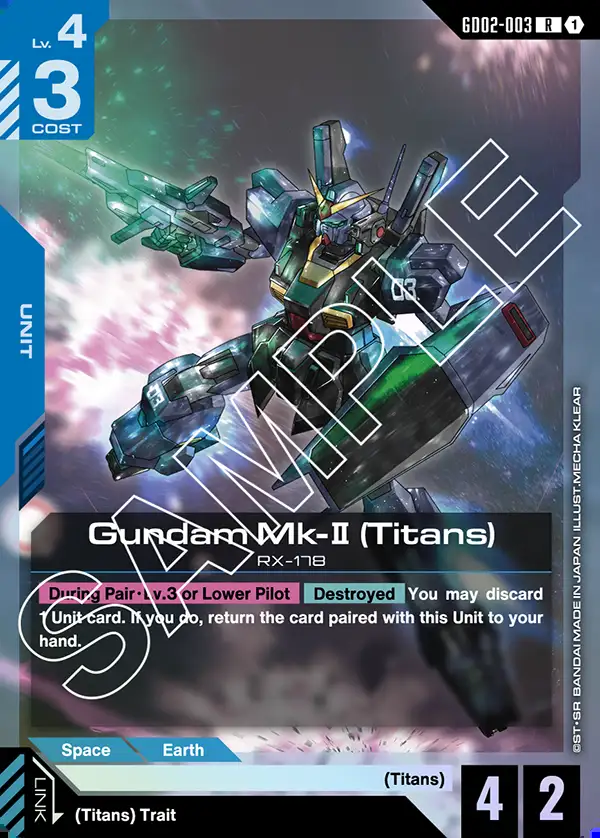 GD02-003 R 1
Lv. 4
3
COST
UNIT
03
03
SAMPLE
Gundam Mk-Ⅱ (Titans)
RX-178
During Pair・Lv.3 or Lower Pilot Destroyed You may discard
1 Unit card. If you do, return the card paired with this Unit to your
hand.
Space Earth
(Titans)
LINK
(Titans) Trait
4 2
©ST・SR BANDAI MADE IN JAPAN ILLUST.MECHA KLEAR